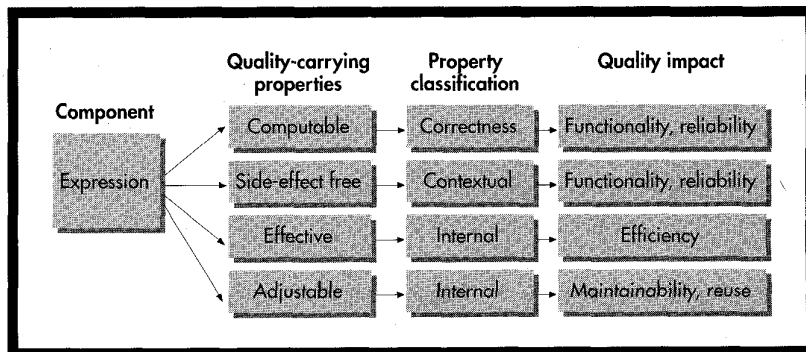 Quality-carrying properties
Property classification
Quality impact
Component
Expression
Computable
Correctness
Functionality, reliability
Side-effect free
Contextual
Functionality, reliability
Effective
Internal
Efficiency
Adjustable
Internal
Maintainability, reuse